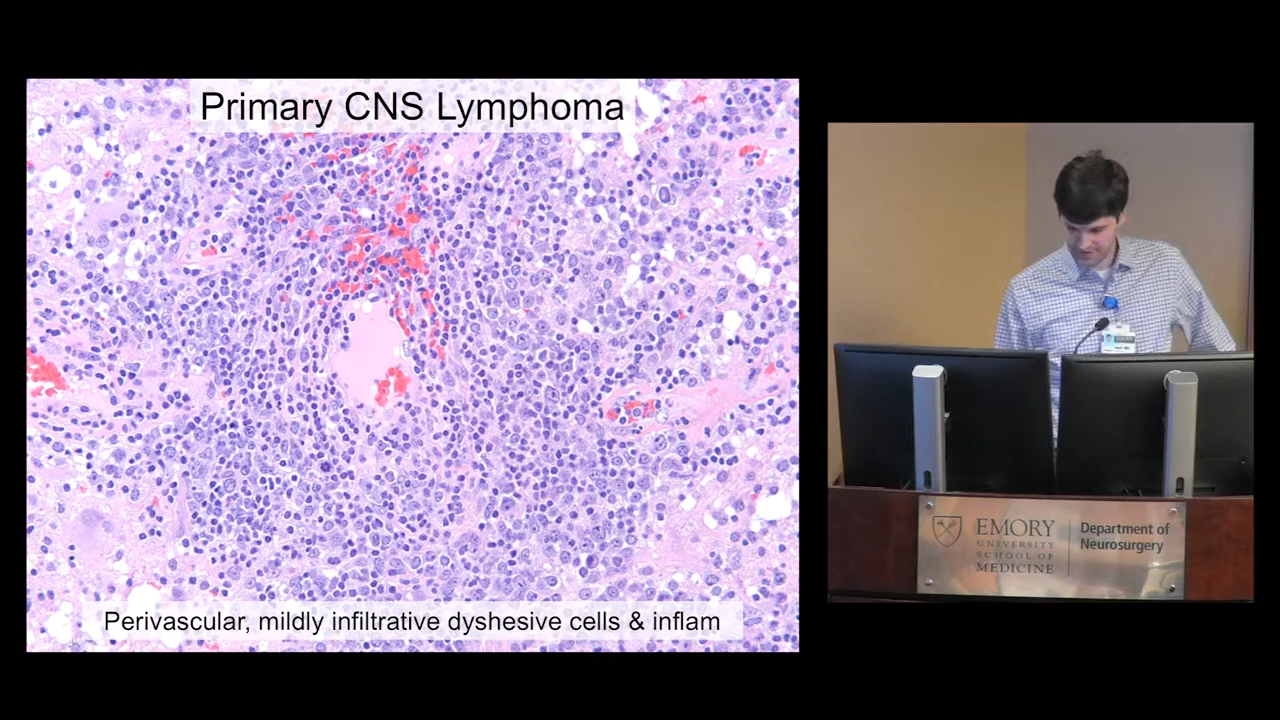 Primary CNS Lymphoma
Perivascular, mildly infiltrative dyshesive cells & inflam
EMORY
UNIVERSITY
SCHOOL OF
MEDICINE
Department of
Neurosurgery